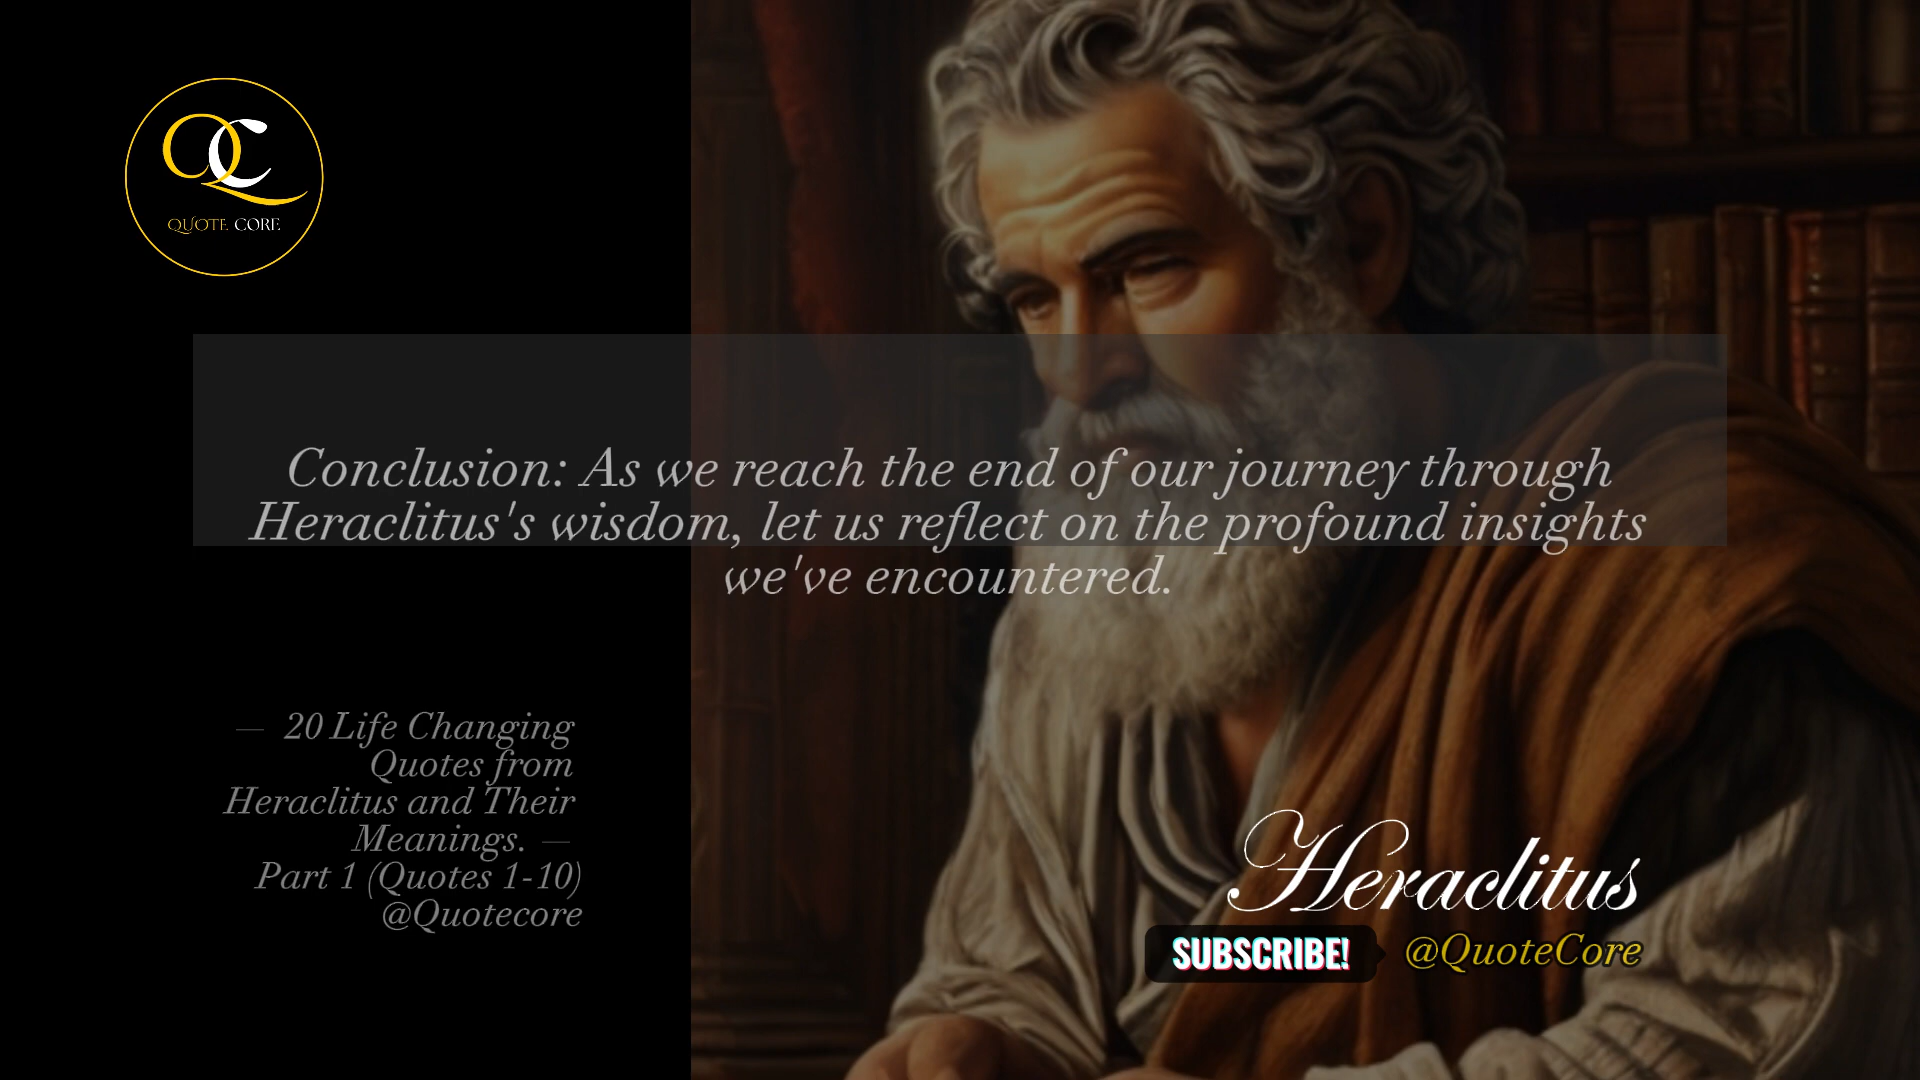 QC
QUOTE CORE
Conclusion: As we reach the end of our journey through
Heraclitus's wisdom, let us reflect on the profound insights
we've encountered.
— 20 Life Changing
Quotes from
Heraclitus and Their
Meanings. —
Part 1 (Quotes 1-10)
@Quotecore
Heraclitus
SUBSCRIBE!
@QuoteCore